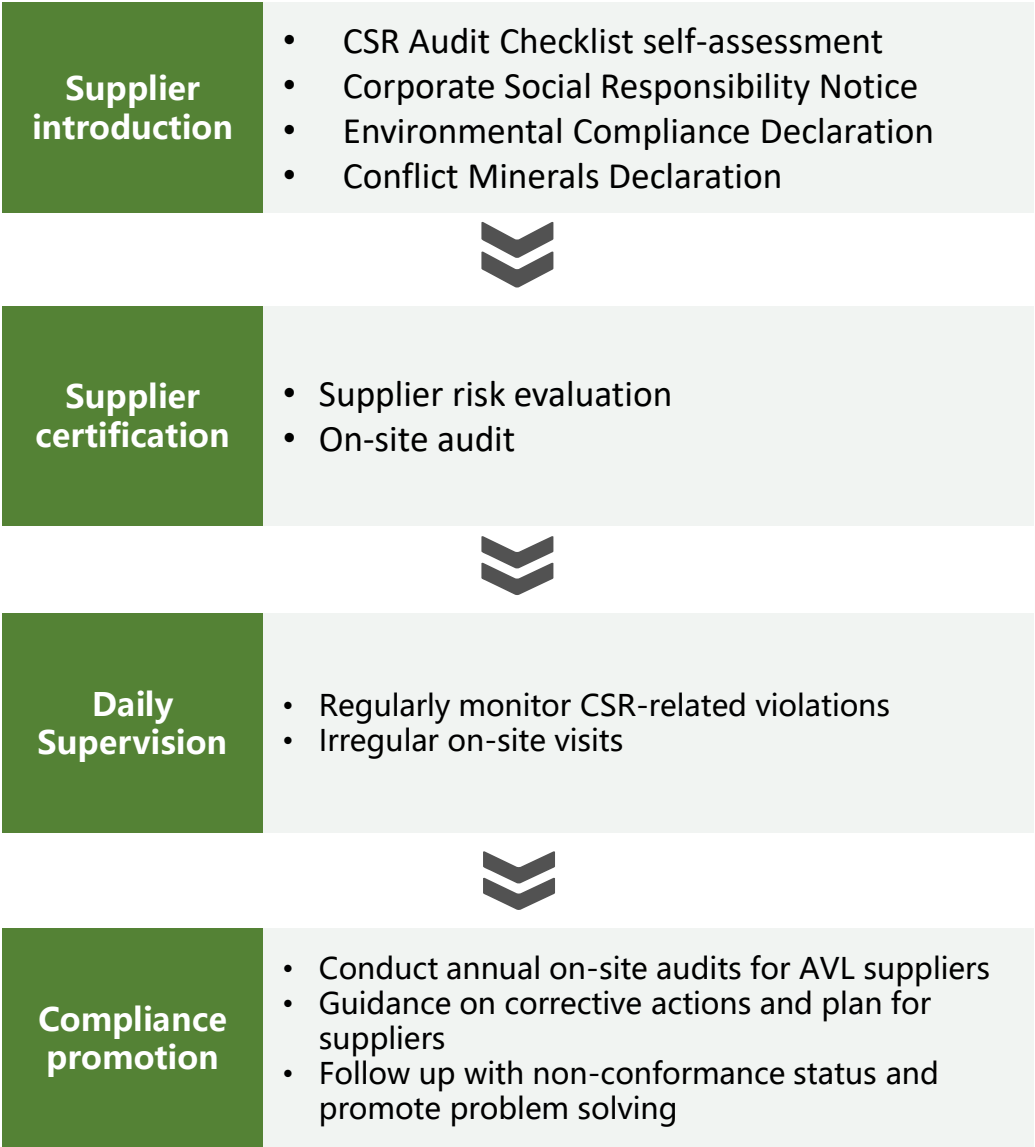 Supplier
introduction
• CSR Audit Checklist self-assessment
• Corporate Social Responsibility Notice
• Environmental Compliance Declaration
• Conflict Minerals Declaration
Supplier
certification
• Supplier risk evaluation
• On-site audit
Daily
Supervision
• Regularly monitor CSR-related violations
• Irregular on-site visits
Compliance
promotion
• Conduct annual on-site audits for AVL suppliers
• Guidance on corrective actions and plan for
suppliers
• Follow up with non-conformance status and
promote problem solving